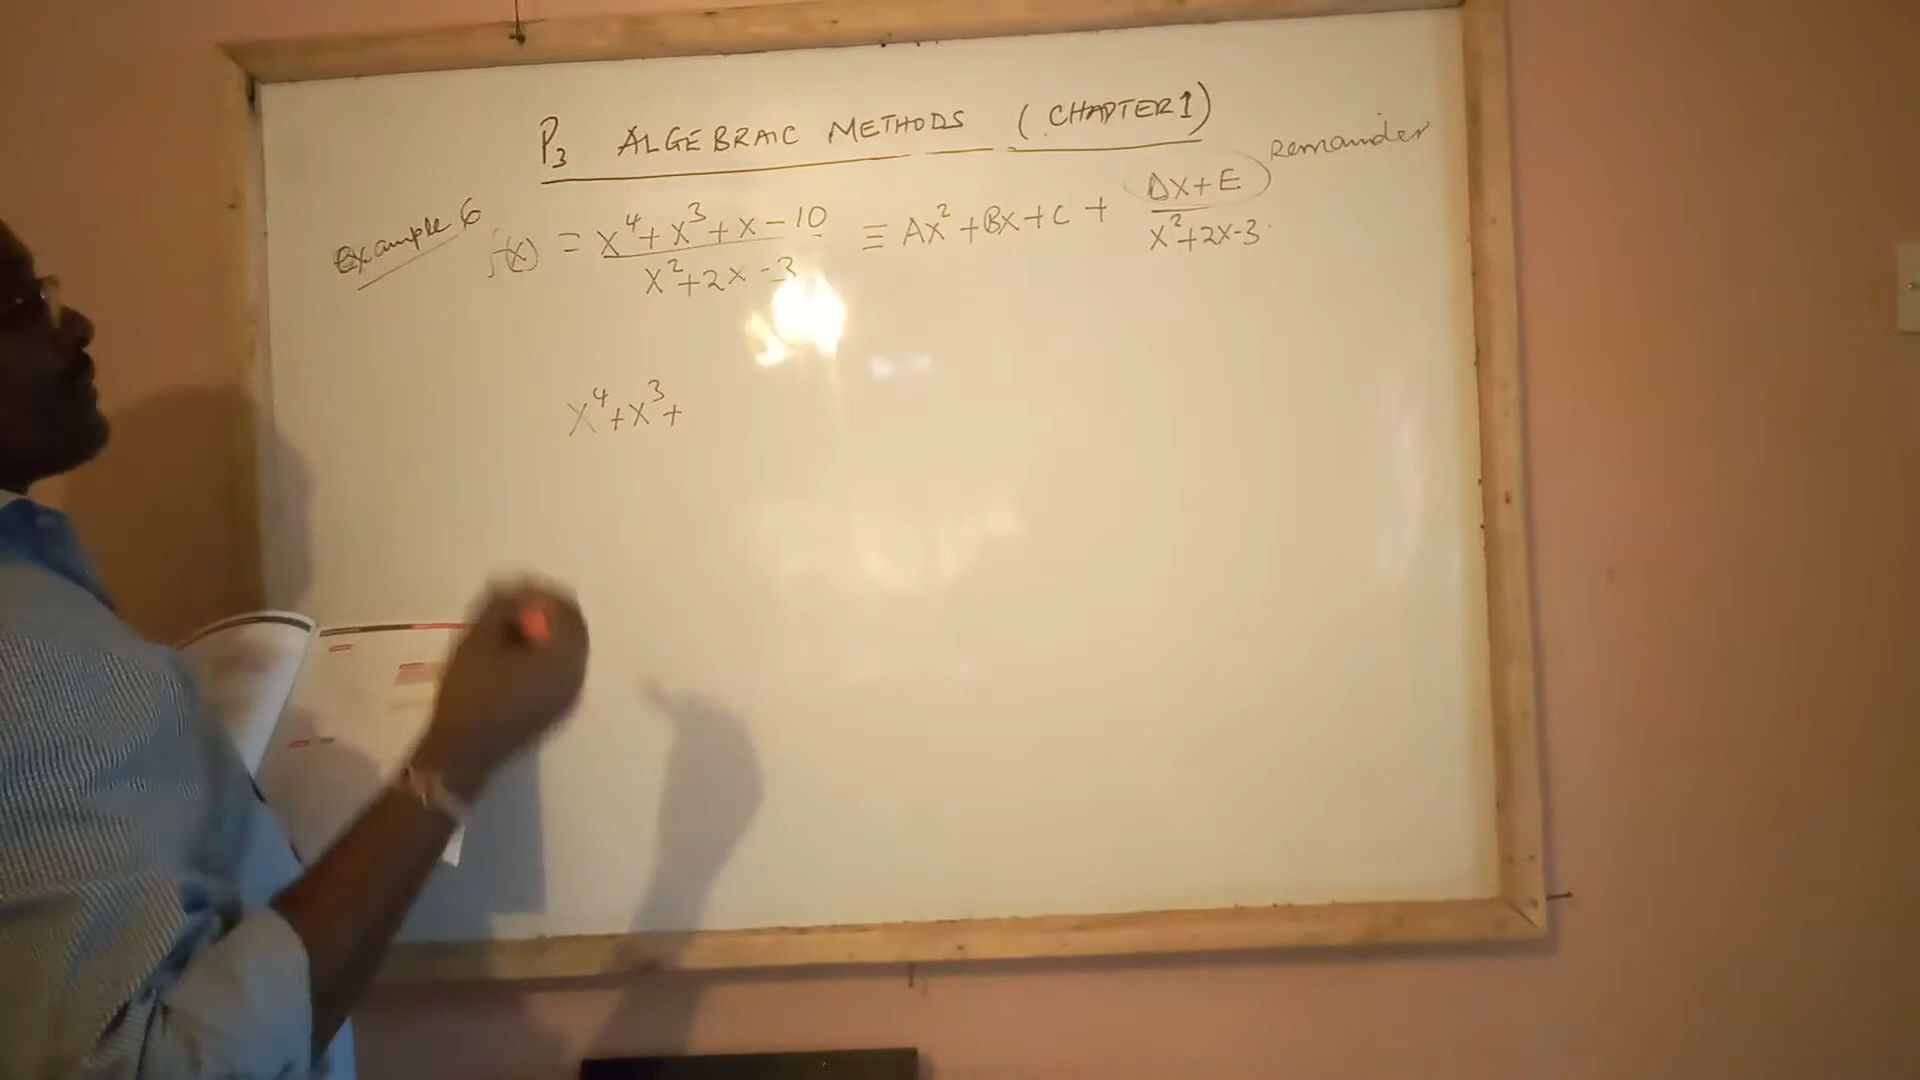 P₃ ALGEBRAIC METHODS (CHAPTER 1)
Example 6 f(x) = (x⁴ + x³ + x - 10)/(x² + 2x - 3) ≡ Ax² + Bx + C + (Dx + E)/(x² + 2x - 3) remainder
x⁴ + x³ +